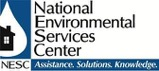 National
Environmental
Services
Center
NESC Assistance. Solutions. Knowledge.